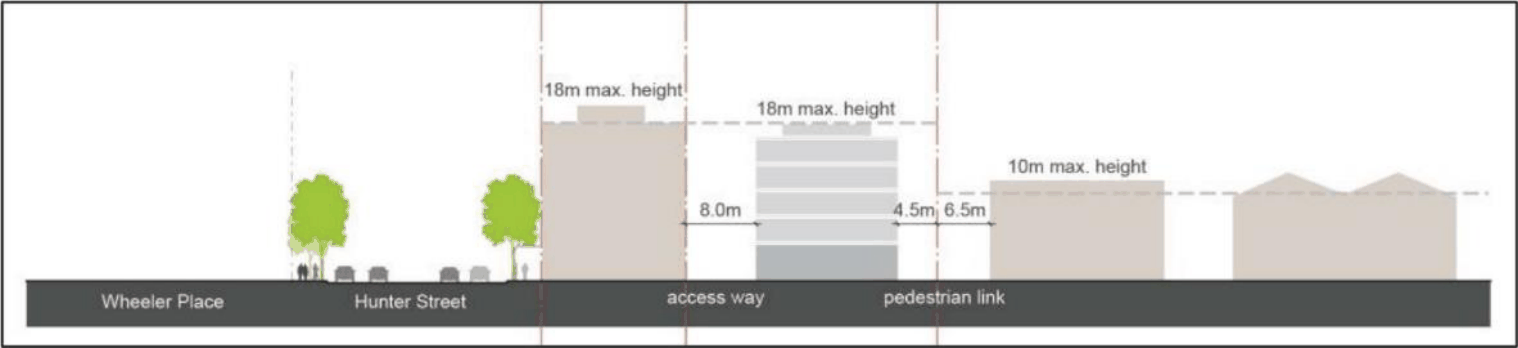 18m max. height
18m max. height
10m max. height
8.0m
4.5m
6.5m
Wheeler Place
Hunter Street
access way
pedestrian link